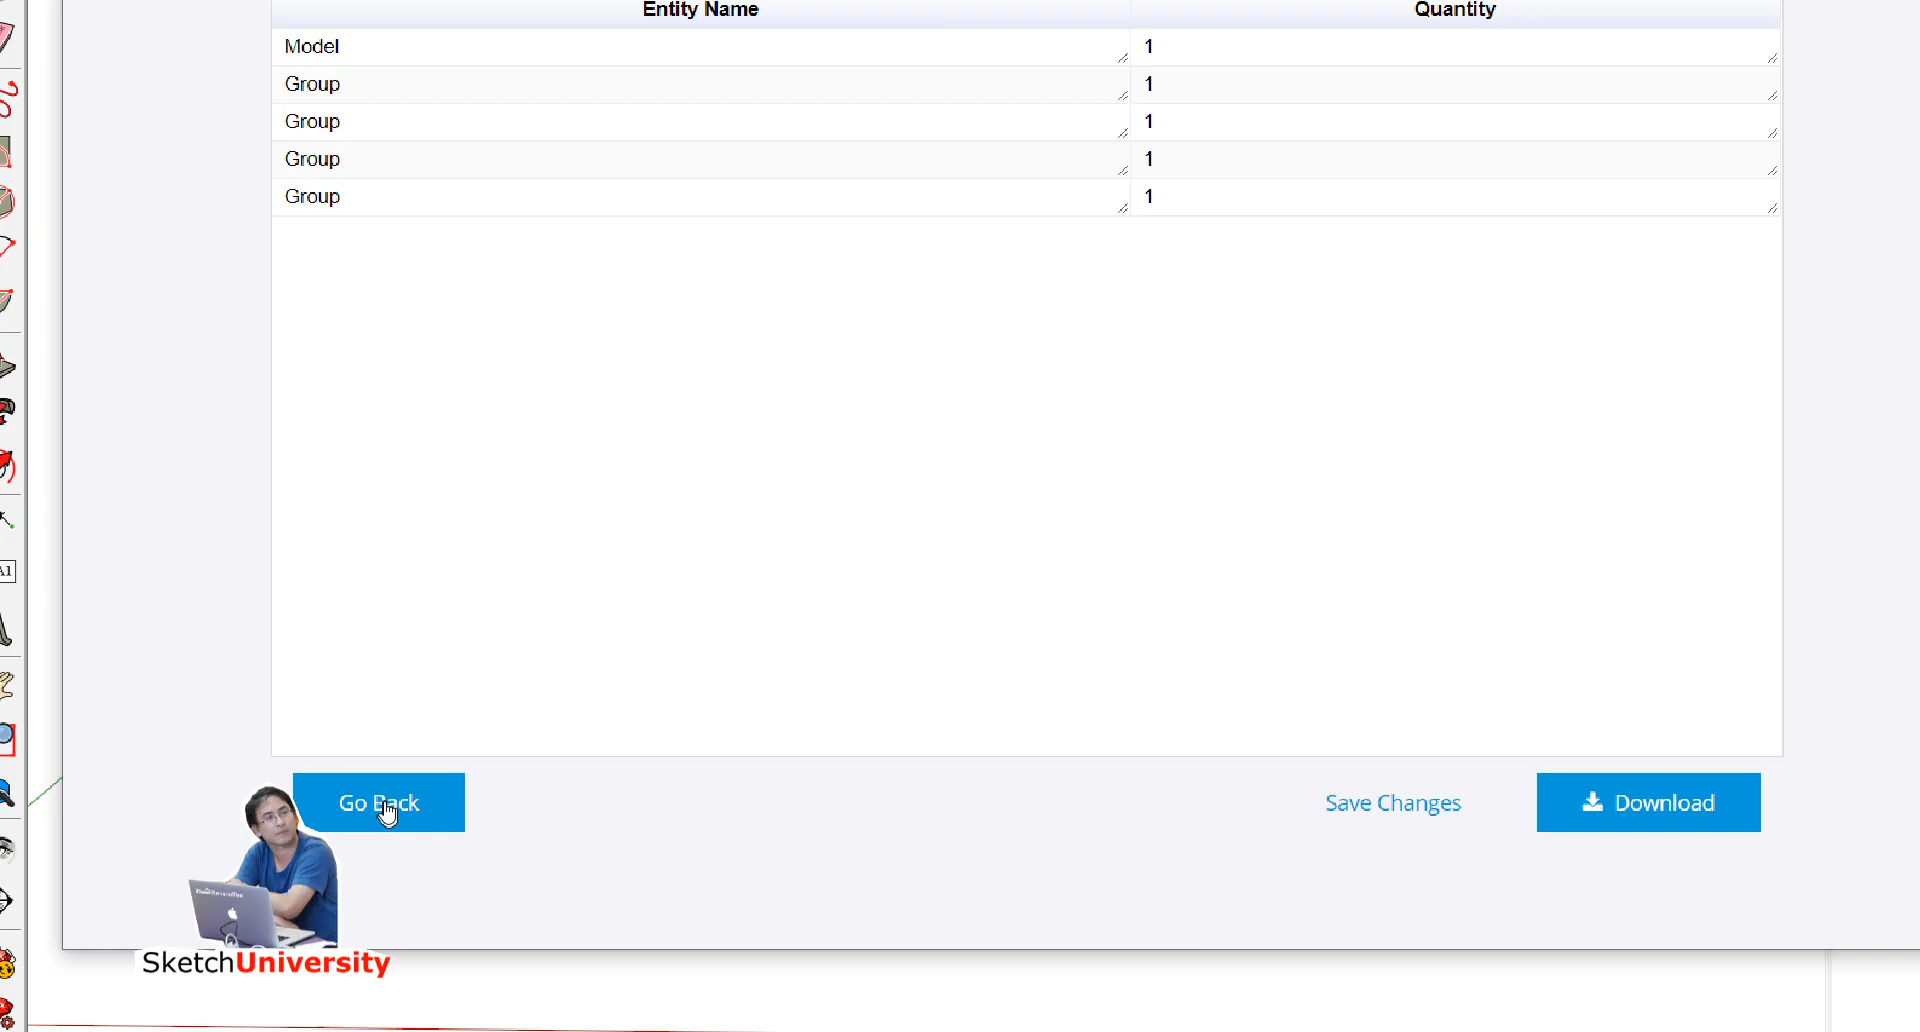 Entity Name Quantity
Model 1
Group 1
Group 1
Group 1
Group 1
A1
Go Back Save Changes Download
SketchUniversity